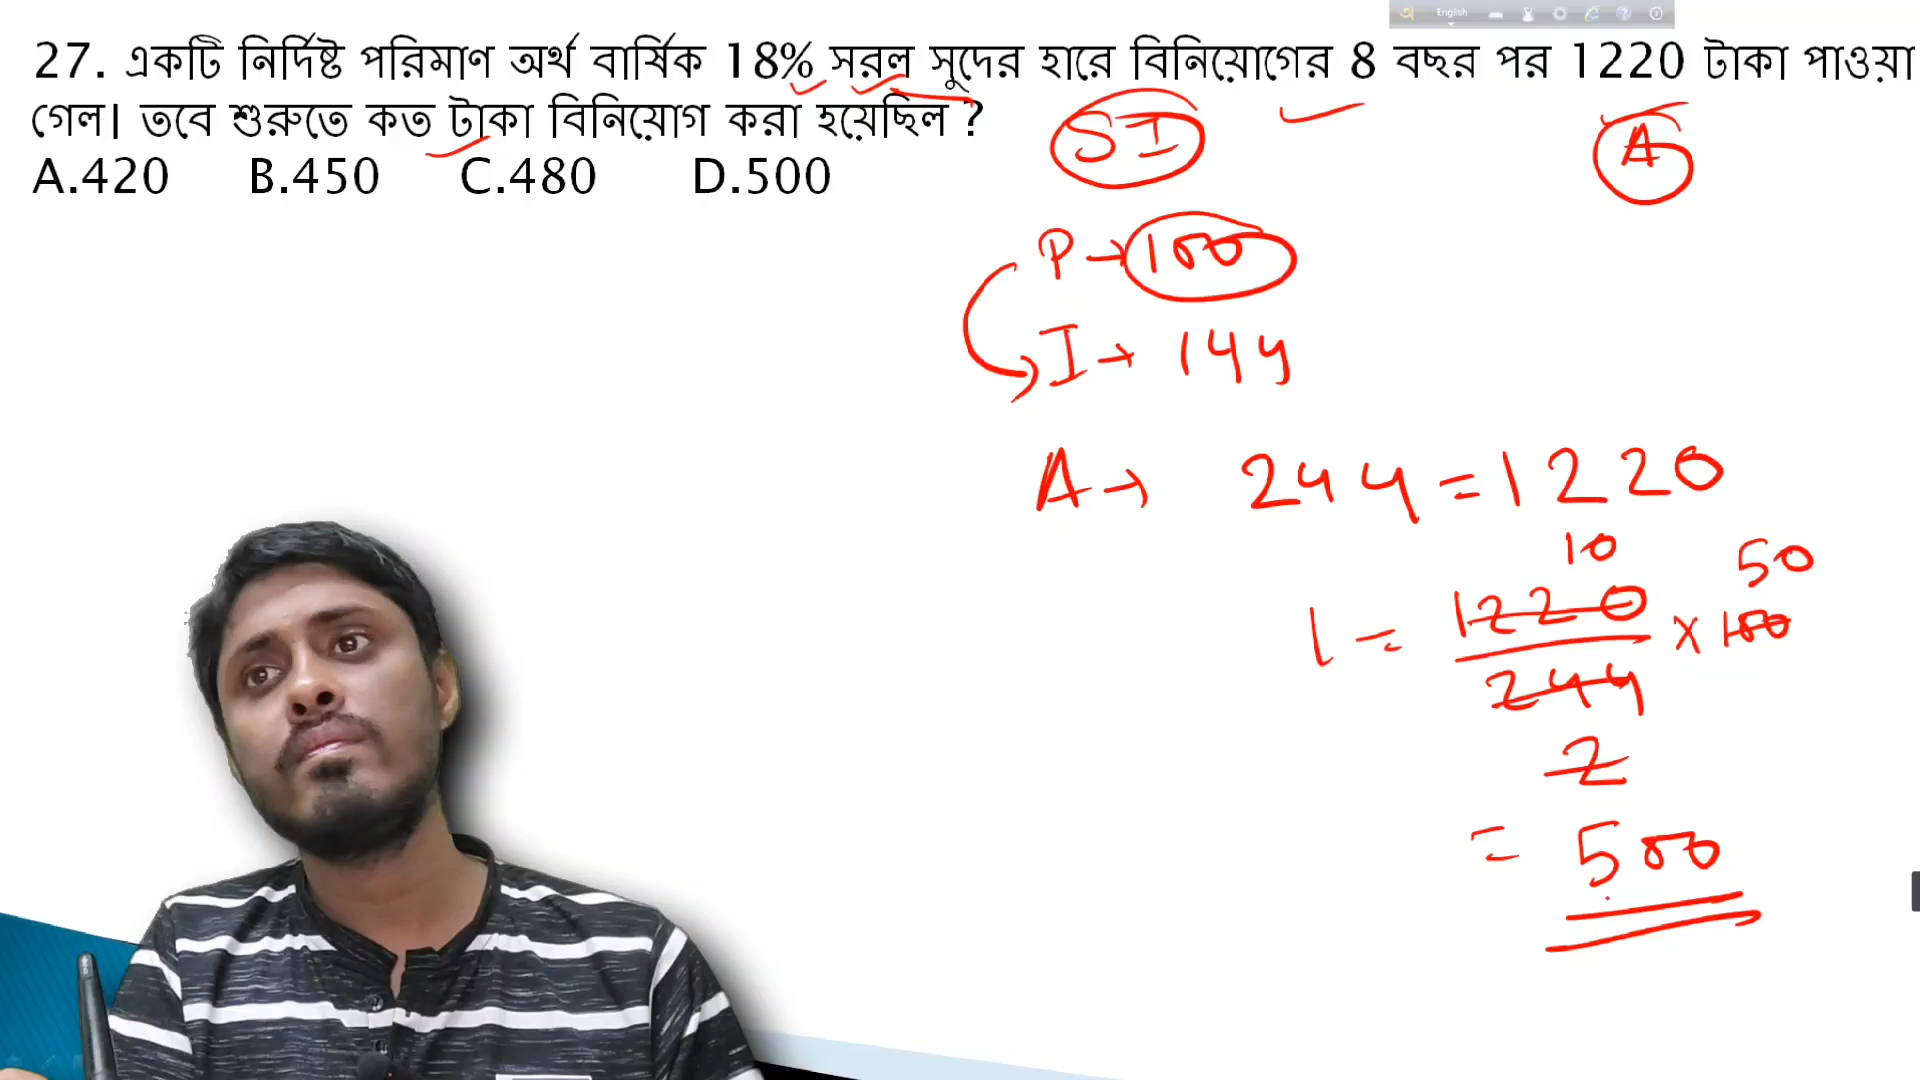 English
27. একটি নির্দিষ্ট পরিমাণ অর্থ বার্ষিক 18% সরল সুদের হারে বিনিয়োগের 8 বছর পর 1220 টাকা পাওয়া
গেল। তবে শুরুতে কত টাকা বিনিয়োগ করা হয়েছিল ?
A.420 B.450 C.480 D.500
SI A
P → 100
I → 144
A → 244 = 1220
10 50
1 = 1220 × 100
244
2
= 500